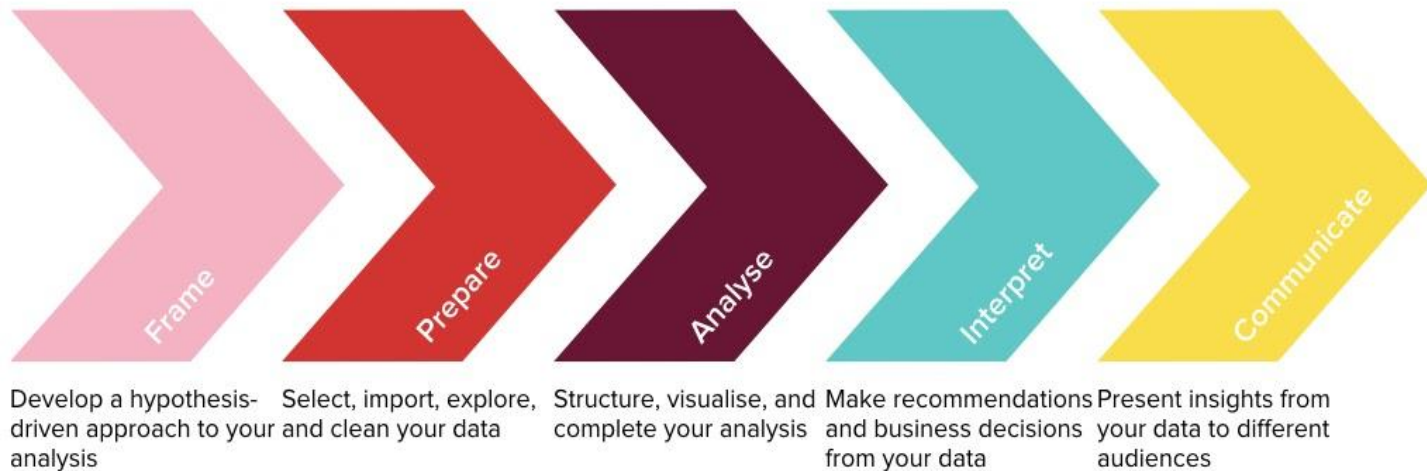 Frame
Prepare
Analyse
Interpret
Communicate
Develop a hypothesis-
driven approach to your
analysis
Select, import, explore,
and clean your data
Structure, visualise, and
complete your analysis
Make recommendations
and business decisions
from your data
Present insights from
your data to different
audiences